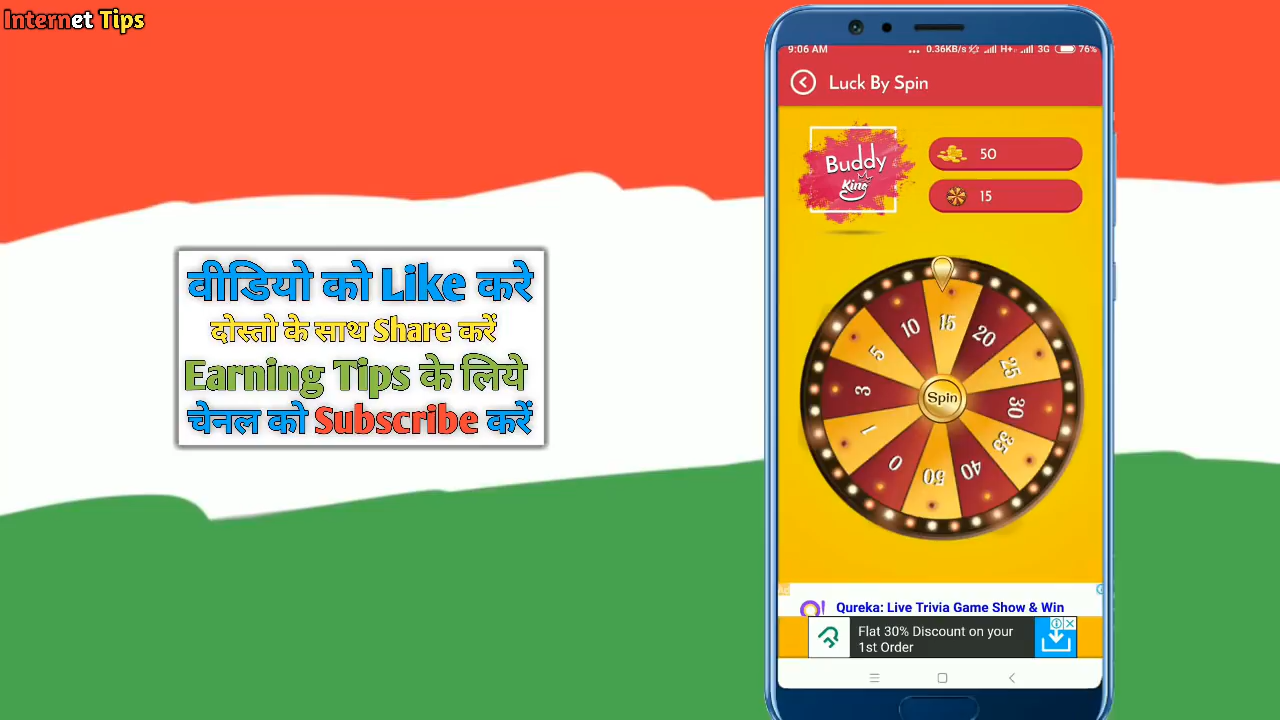 Internet Tips
वीडियो को Like करे
दोस्तो के साथ Share करें
Earning Tips के लिये
चेनल को Subscribe करें
9:06 AM
... 0.36KB/s H+ 3G 76%
Luck By Spin
Buddy
King
50
15
15
20
25
30
35
40
50
0
1
3
5
10
Spin
Qureka: Live Trivia Game Show & Win
Flat 30% Discount on your
1st Order